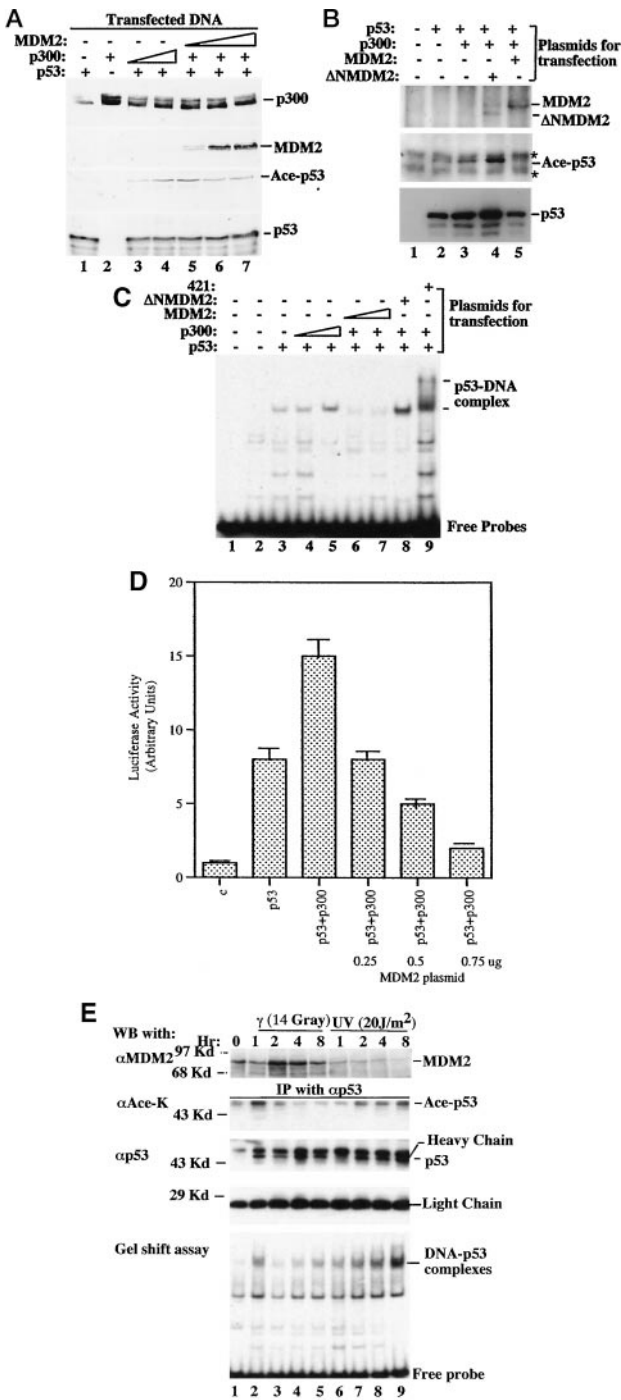 A
Transfected DNA
MDM2: - - - -
p300: - + + + +
p53: + - + + + + +
p300
MDM2
Ace-p53
p53
1 2 3 4 5 6 7
B
p53: - + + + +
p300: - - + + +
MDM2: - - - - +
ΔNMDM2: - - - + -
Plasmids for
transfection
MDM2
ΔNMDM2
*
Ace-p53
*
p53
1 2 3 4 5
C
421: +
ΔNMDM2: - - - - - - - + -
MDM2: - - - - - - -
p300: - - - + + + +
p53: - - + + + + + + +
Plasmids for
transfection
p53-DNA
complex
Free Probes
1 2 3 4 5 6 7 8 9
D
Luciferase Activity
(Arbitrary Units)
20
15
10
5
0
c
p53
p53+p300
p53+p300
p53+p300
p53+p300
0.25 0.5 0.75 ug
MDM2 plasmid
E
γ (14 Gray) UV (20J/m²)
WB with: Hr: 0 1 2 4 8 1 2 4 8
αMDM2
97 Kd
68 Kd
MDM2
IP with αp53
αAce-K
43 Kd
Ace-p53
αp53
43 Kd
Heavy Chain
p53
29 Kd
Light Chain
Gel shift assay
DNA-p53
complexes
Free probe
1 2 3 4 5 6 7 8 9